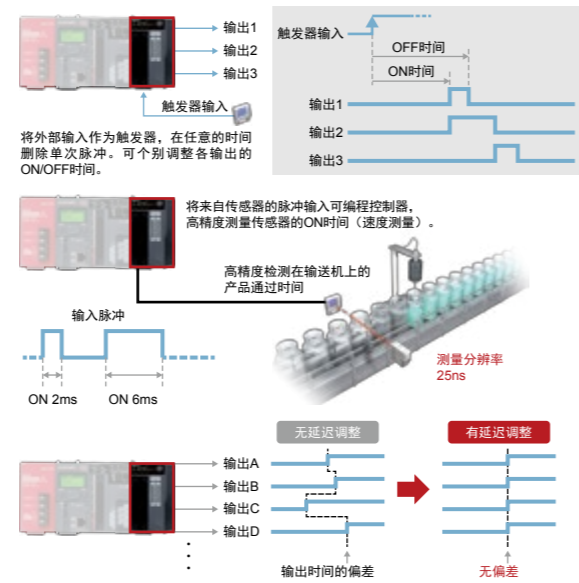 输出1
输出2
输出3
触发器输入
将外部输入作为触发器，在任意的时间
删除单次脉冲。可个别调整各输出的
ON/OFF时间。
触发器输入
OFF时间
ON时间
输出1
输出2
输出3
将来自传感器的脉冲输入可编程控制器，
高精度测量传感器的ON时间（速度测量）。
高精度检测在输送机上的
产品通过时间
输入脉冲
ON 2ms
ON 6ms
测量分辨率
25ns
无延迟调整
有延迟调整
输出A
输出B
输出C
输出D
输出时间的偏差
无偏差